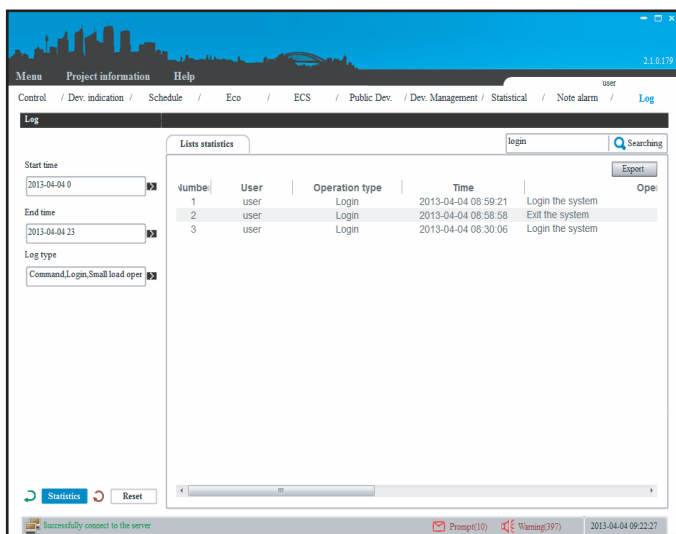 2.1.0.179
Menu Project information Help
user
Control / Dev. indication / Schedule / Eco / ECS / Public Dev. / Dev. Management / Statistical / Note alarm / Log
Log
Lists statistics
login
Searching
Export
Start time
2013-04-04 0
End time
2013-04-04 23
Log type
Command,Login,Small load oper
Number User Operation type Time Ope
1 user Login 2013-04-04 08:59:21 Login the system
2 user Login 2013-04-04 08:58:58 Exit the system
3 user Login 2013-04-04 08:30:06 Login the system
Statistics Reset
Successfully connect to the server Prompt(10) Warning(397) 2013-04-04 09:22:27